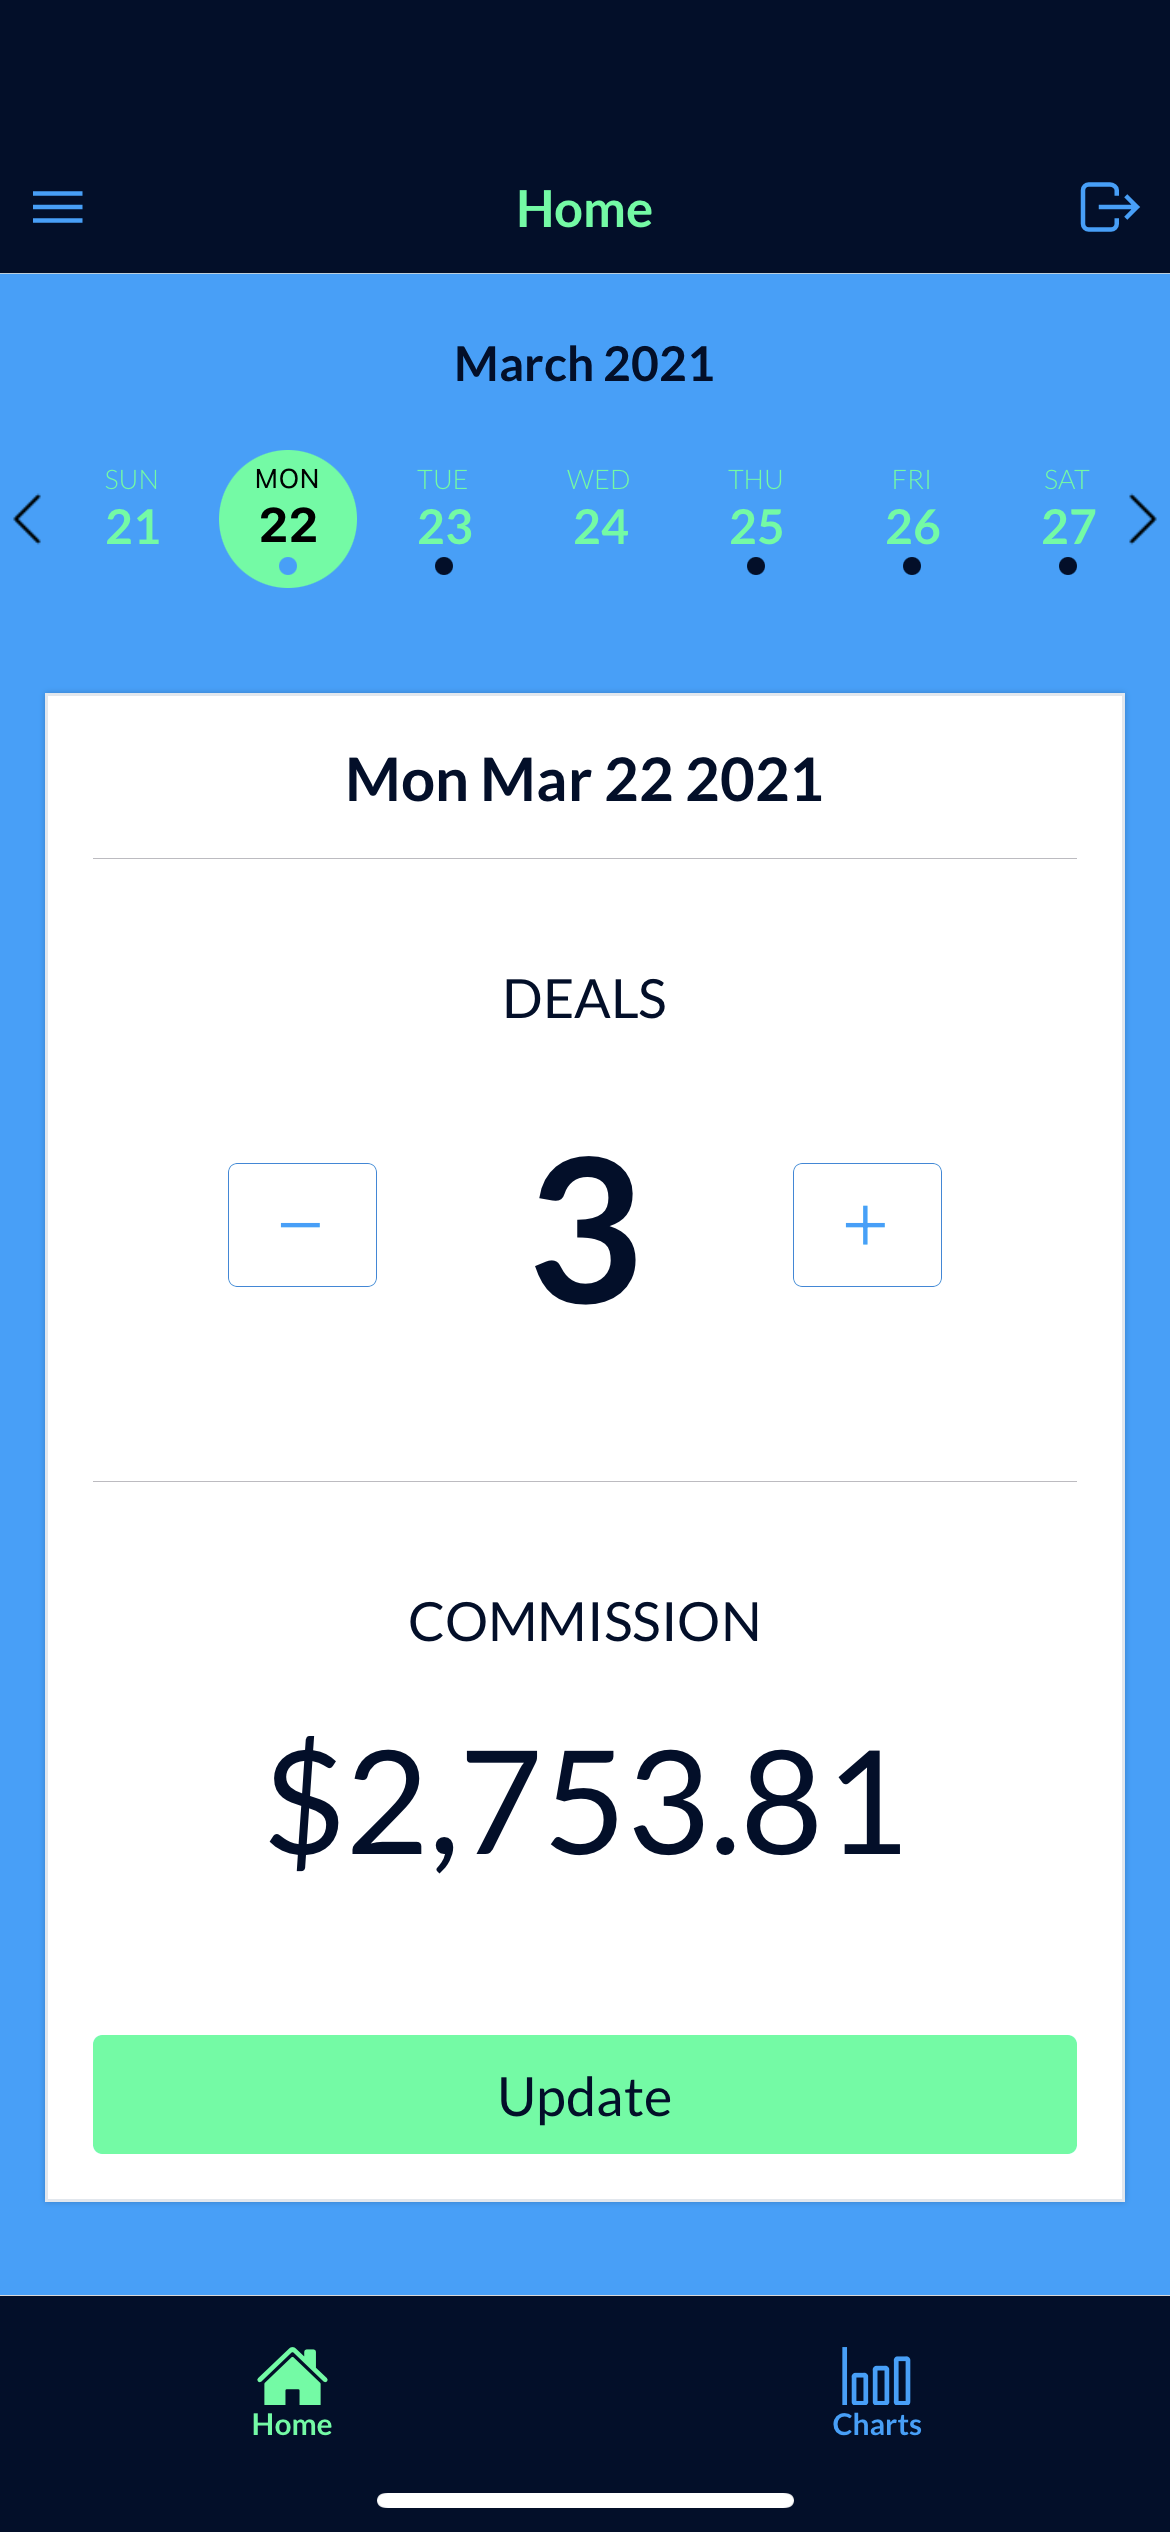 Home
March 2021
SUN MON TUE WED THU FRI SAT
21 22 23 24 25 26 27
Mon Mar 22 2021
DEALS
− 3 +
COMMISSION
$2,753.81
Update
Home Charts